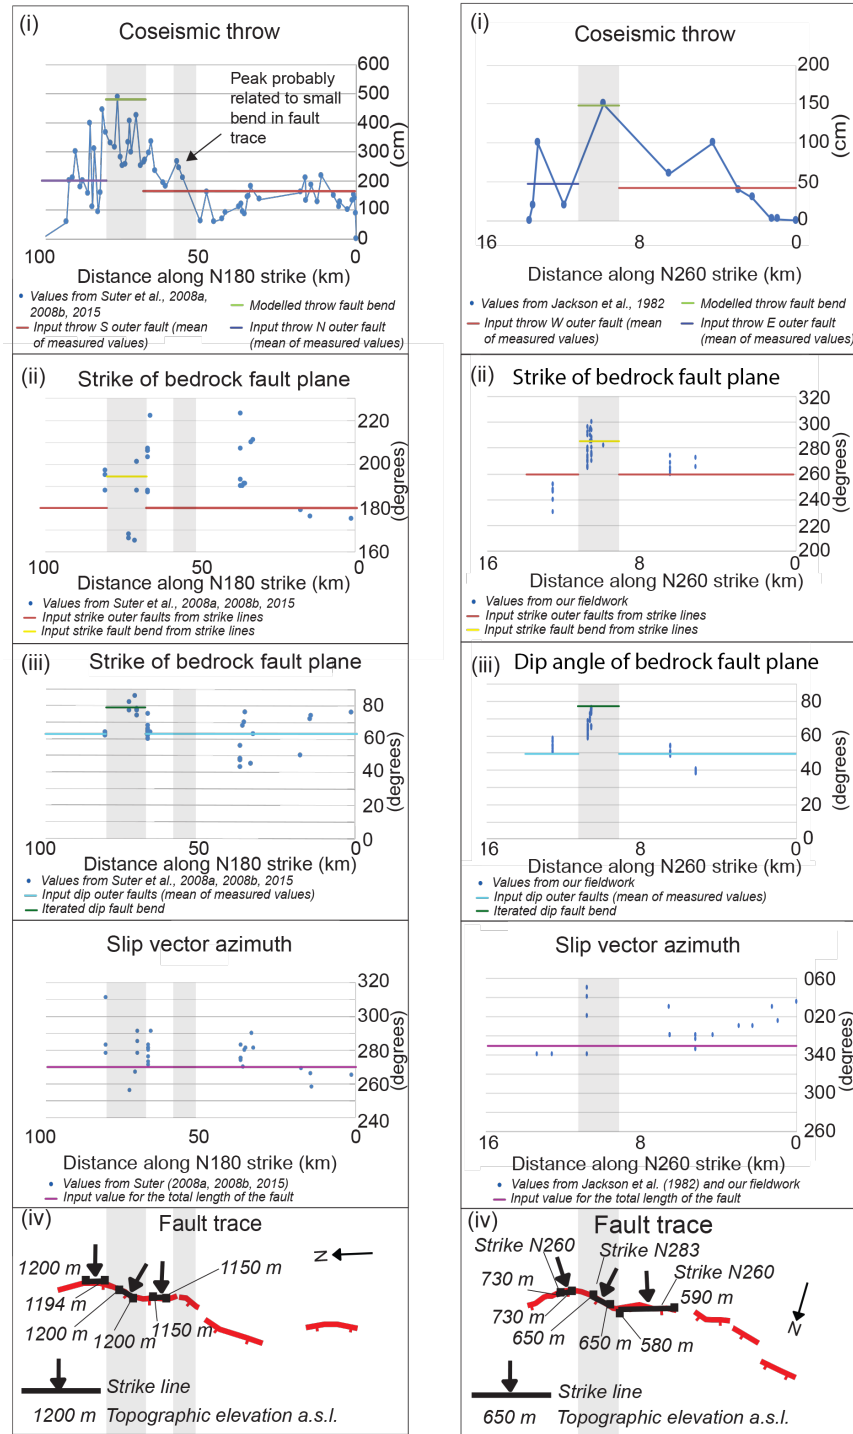 (i)
Coseismic throw
600
500
400
300
200
100
0
(cm)
Peak probably
related to small
bend in fault
trace
100
50
0
Distance along N180 strike (km)
Values from Suter et al., 2008a,
2008b, 2015
Modelled throw fault bend
Input throw S outer fault (mean
of measured values)
Input throw N outer fault
(mean of measured values)
(ii)
Strike of bedrock fault plane
220
200
180
160
(degrees)
100
50
0
Distance along N180 strike (km)
Values from Suter et al., 2008a, 2008b, 2015
Input strike outer faults from strike lines
Input strike fault bend from strike lines
(iii)
Strike of bedrock fault plane
80
60
40
20
0
(degrees)
100
50
0
Distance along N180 strike (km)
Values from Suter et al., 2008a, 2008b, 2015
Input dip outer faults (mean of measured values)
Iterated dip fault bend
Slip vector azimuth
320
300
280
260
240
(degrees)
100
50
0
Distance along N180 strike (km)
Values from Suter (2008a, 2008b, 2015)
Input value for the total length of the fault
(iv)
Fault trace
N
1200 m
1150 m
1194 m
1200 m
1200 m
1150 m
Strike line
1200 m
Topographic elevation a.s.l.
(i)
Coseismic throw
200
150
100
50
0
(cm)
16
8
0
Distance along N260 strike (km)
Values from Jackson et al., 1982
Modelled throw fault bend
Input throw W outer fault (mean
of measured values)
Input throw E outer fault
(mean of measured values)
(ii)
Strike of bedrock fault plane
320
300
280
260
240
220
200
(degrees)
16
8
0
Distance along N260 strike (km)
Values from our fieldwork
Input strike outer faults from strike lines
Input strike fault bend from strike lines
(iii)
Dip angle of bedrock fault plane
80
60
40
20
0
(degrees)
16
8
0
Distance along N260 strike (km)
Values from our fieldwork
Input dip outer faults (mean of measured values)
Iterated dip fault bend
Slip vector azimuth
060
020
340
300
260
(degrees)
16
8
0
Distance along N260 strike (km)
Values from Jackson et al. (1982) and our fieldwork
Input value for the total length of the fault
(iv)
Fault trace
Strike N260
Strike N283
Strike N260
730 m
590 m
730 m
650 m
650 m
580 m
N
Strike line
650 m
Topographic elevation a.s.l.